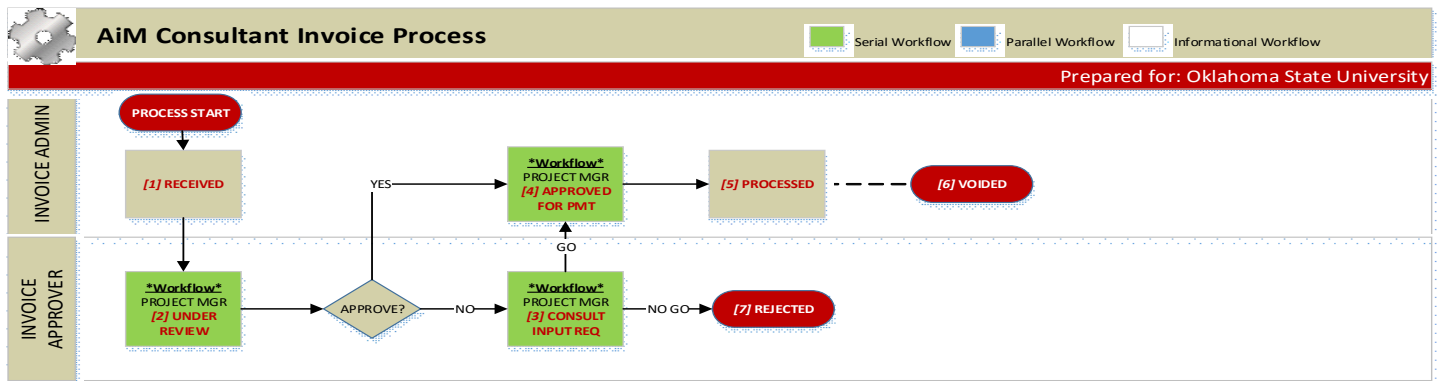 AiM Consultant Invoice Process
Serial Workflow
Parallel Workflow
Informational Workflow
Prepared for: Oklahoma State University
INVOICE ADMIN
PROCESS START
[1] RECEIVED
YES
*Workflow*
PROJECT MGR
[4] APPROVED
FOR PMT
[5] PROCESSED
[6] VOIDED
GO
INVOICE
APPROVER
*Workflow*
PROJECT MGR
[2] UNDER
REVIEW
APPROVE?
NO
*Workflow*
PROJECT MGR
[3] CONSULT
INPUT REQ
NO GO
[7] REJECTED